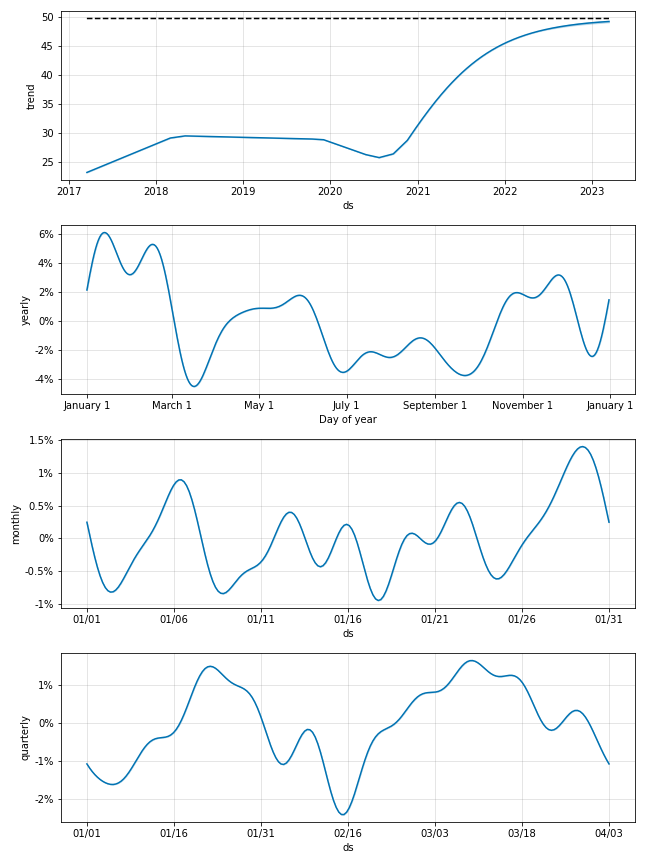 50
45
40
35
30
25
trend
2017 2018 2019 2020 2021 2022 2023
ds
6%
4%
2%
0%
-2%
-4%
yearly
January 1 March 1 May 1 July 1 September 1 November 1 January 1
Day of year
1.5%
1%
0.5%
0%
-0.5%
-1%
monthly
01/01 01/06 01/11 01/16 01/21 01/26 01/31
ds
1%
0%
-1%
-2%
quarterly
01/01 01/16 01/31 02/16 03/03 03/18 04/03
ds